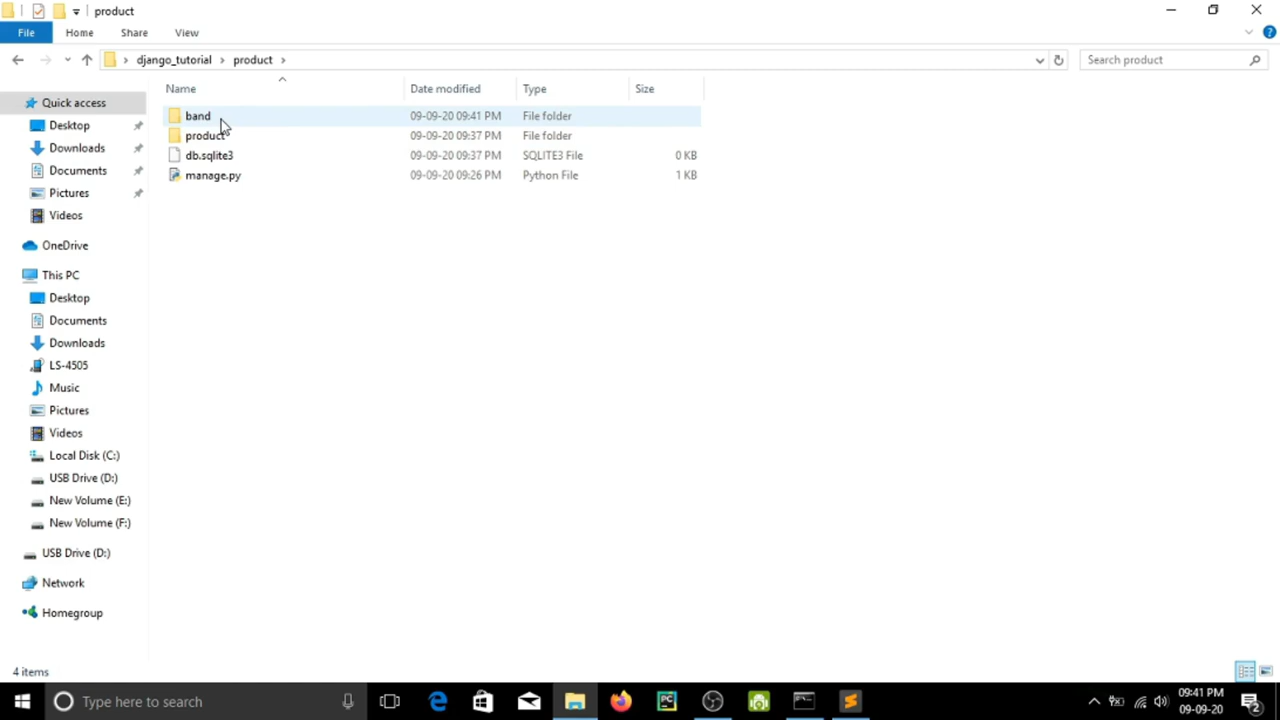 product
File Home Share View
django_tutorial product Search product
Name Date modified Type Size
Quick access
Desktop
Downloads
Documents
Pictures
Videos
OneDrive
This PC
Desktop
Documents
Downloads
LS-4505
Music
Pictures
Videos
Local Disk (C:)
USB Drive (D:)
New Volume (E:)
New Volume (F:)
USB Drive (D:)
Network
Homegroup
band 09-09-20 09:41 PM File folder
product 09-09-20 09:37 PM File folder
db.sqlite3 09-09-20 09:37 PM SQLITE3 File 0 KB
manage.py 09-09-20 09:26 PM Python File 1 KB
4 items
Type here to search
09:41 PM
09-09-20
2